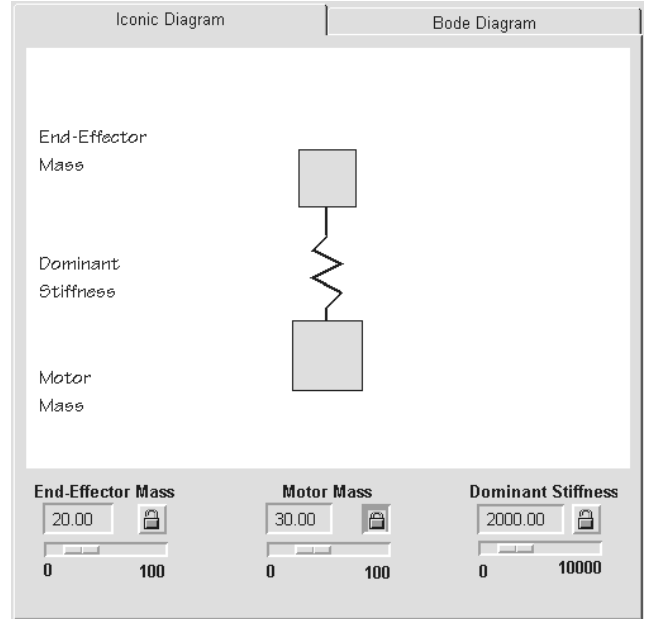 Iconic Diagram
Bode Diagram
End-Effector
Mass
Dominant
Stiffness
Motor
Mass
End-Effector Mass
Motor Mass
Dominant Stiffness
20.00
30.00
2000.00
0 100
0 100
0 10000